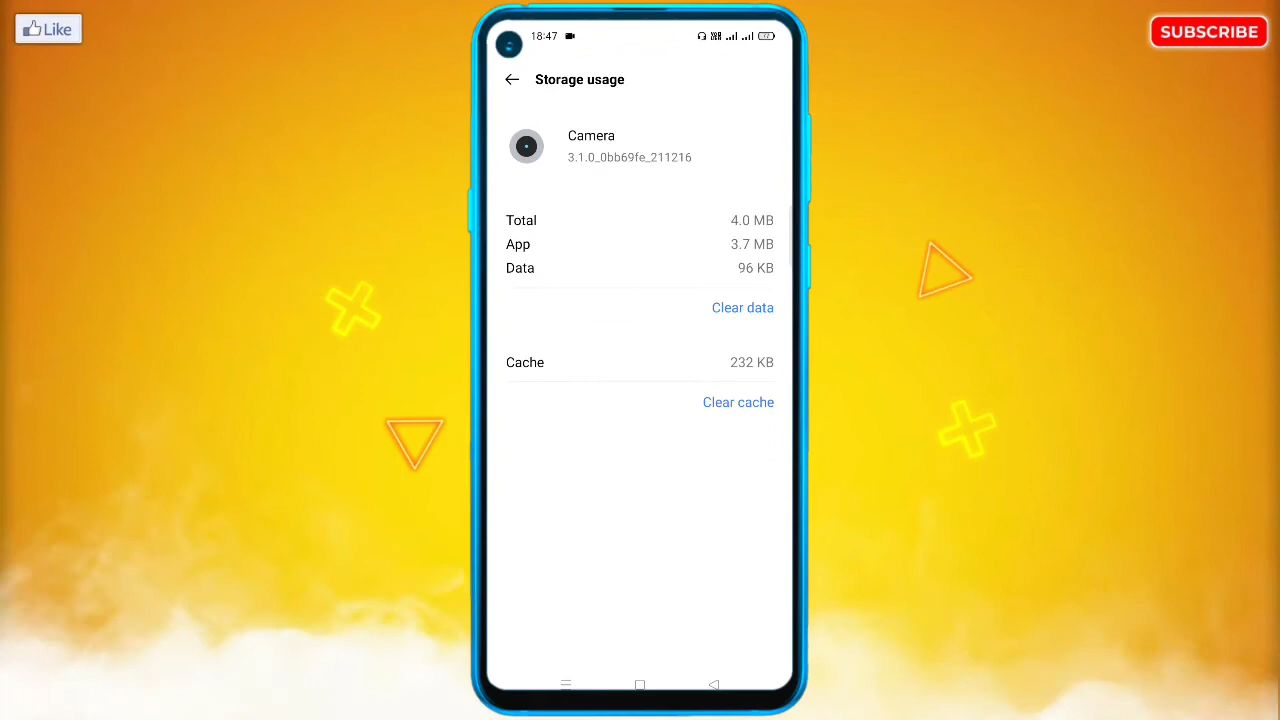 Like
SUBSCRIBE
18:47
Storage usage
Camera
3.1.0_0bb69fe_211216
Total 4.0 MB
App 3.7 MB
Data 96 KB
Clear data
Cache 232 KB
Clear cache